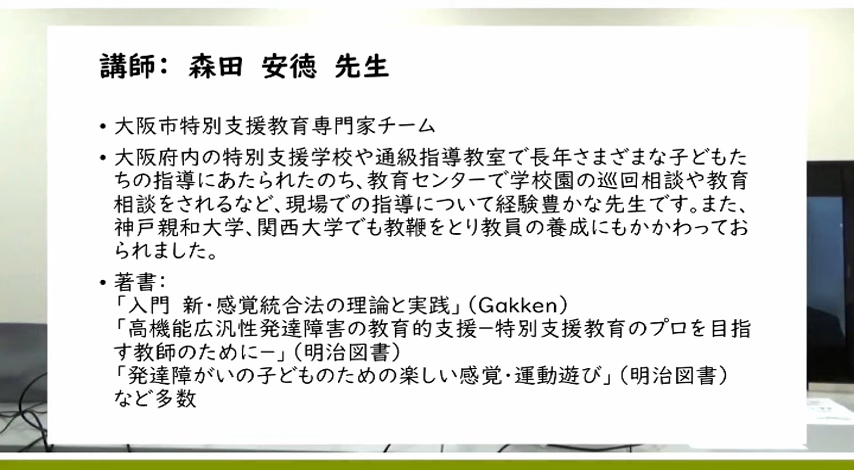 講師： 森田 安徳 先生
• 大阪市特別支援教育専門家チーム
• 大阪府内の特別支援学校や通級指導教室で長年さまざまな子どもた
ちの指導にあたられたのち、教育センターで学校園の巡回相談や教育
相談をされるなど、現場での指導について経験豊かな先生です。また、
神戸親和大学、関西大学でも教鞭をとり教員の養成にもかかわってお
られました。
• 著書：
「入門 新・感覚統合法の理論と実践」（Gakken）
「高機能広汎性発達障害の教育的支援−特別支援教育のプロを目指
す教師のために−」（明治図書）
「発達障がいの子どものための楽しい感覚・運動遊び」（明治図書）
など多数